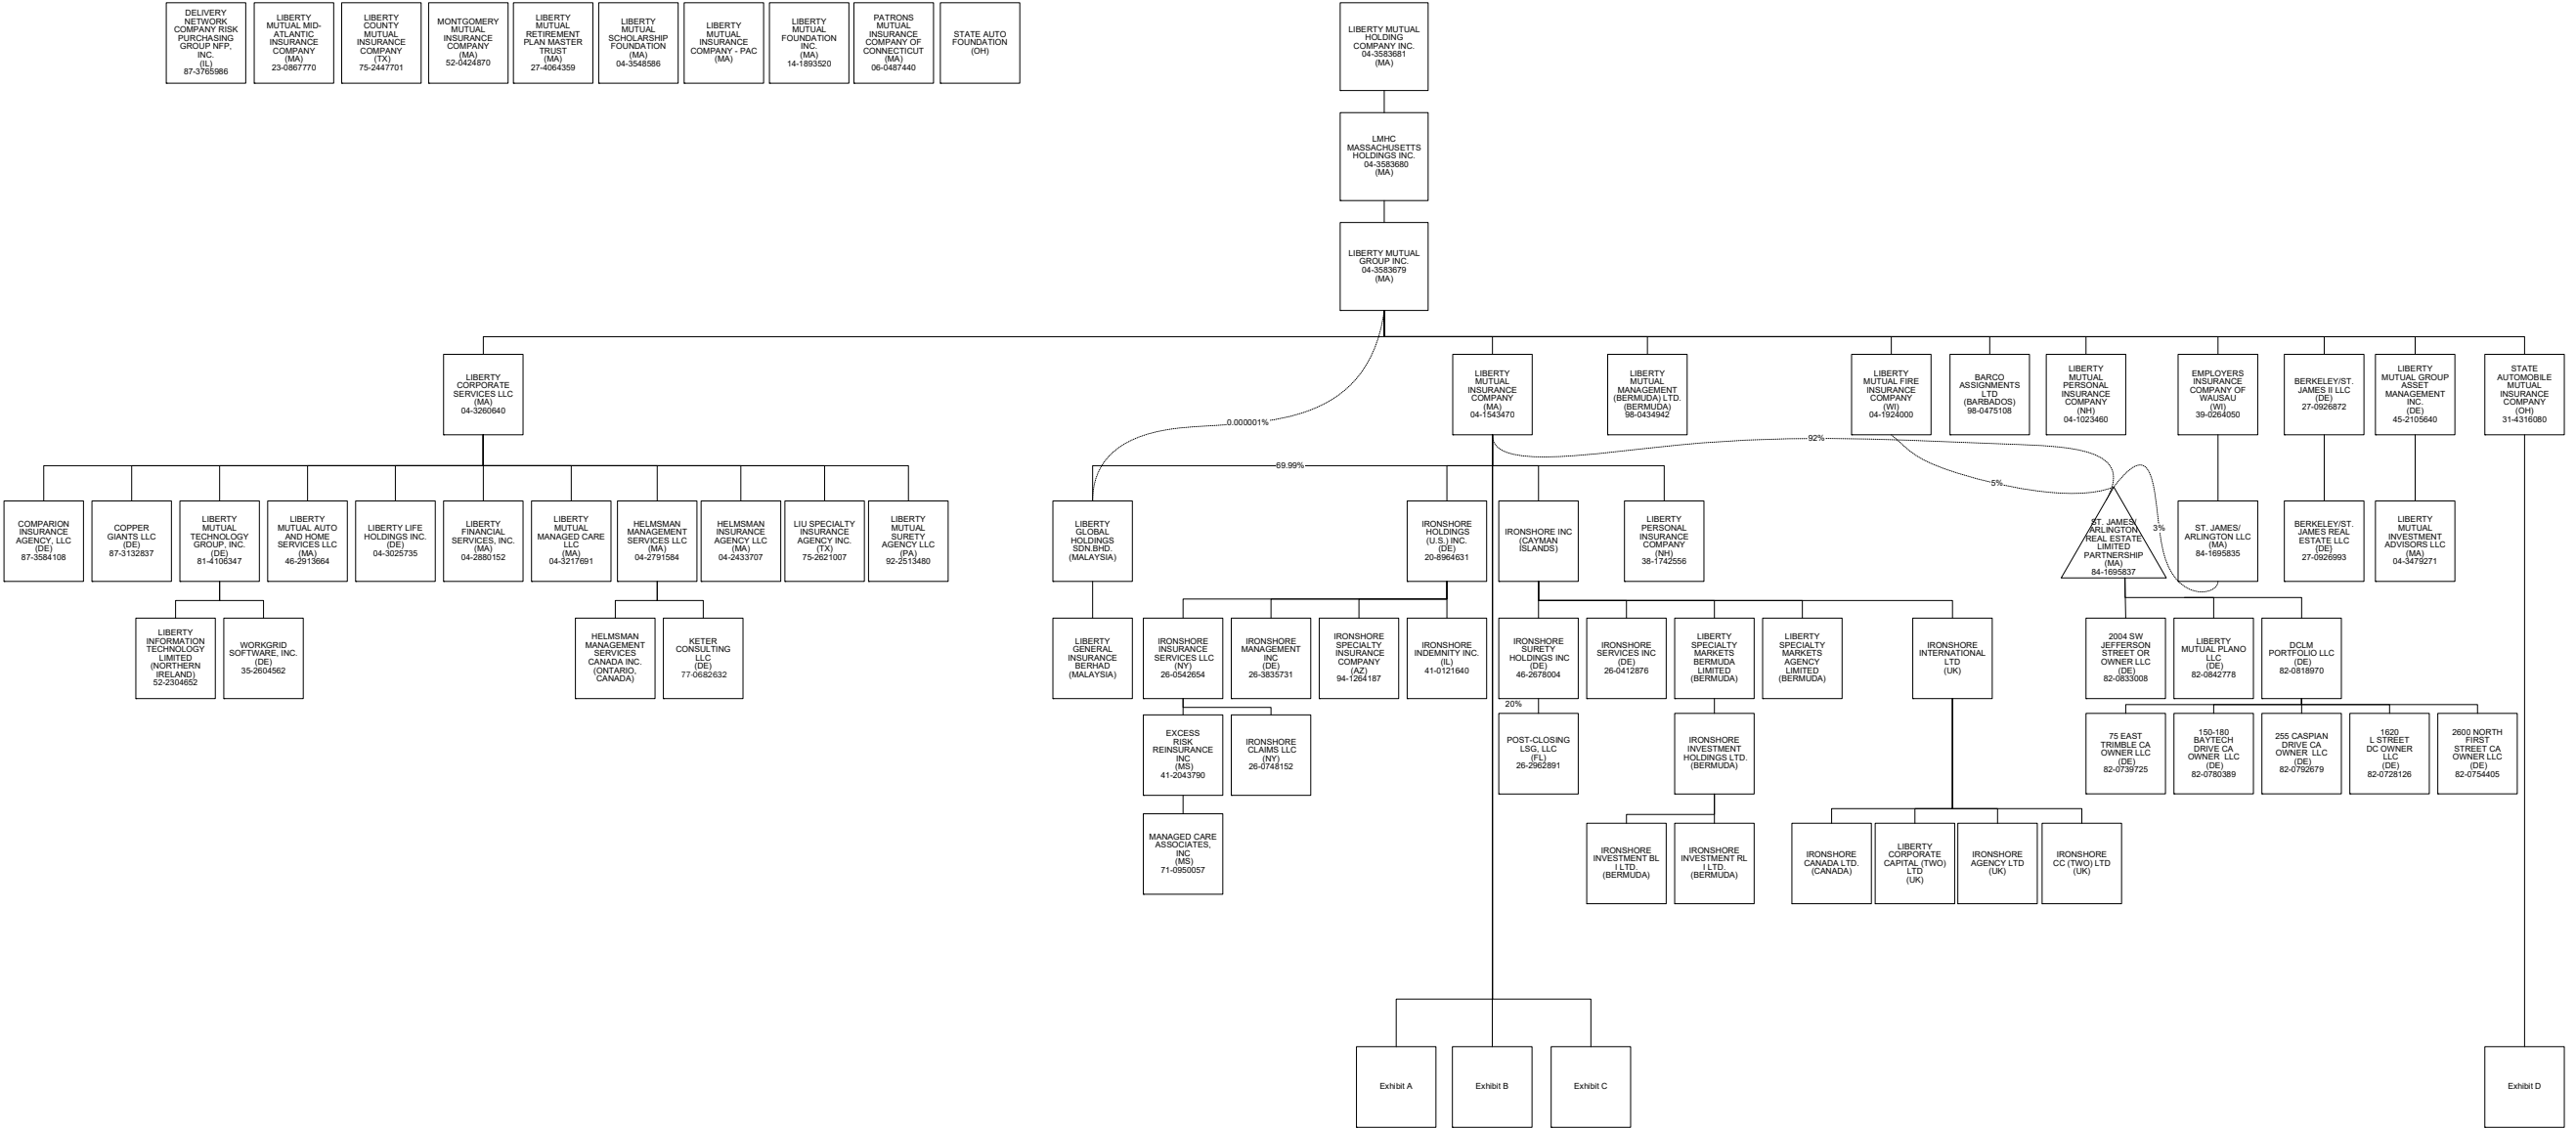 DELIVERY
NETWORK
COMPANY RISK
PURCHASING
GROUP NFP,
INC.
(IL)
87-3765986
LIBERTY
MUTUAL MID-
ATLANTIC
INSURANCE
COMPANY
(MA)
23-0867770
LIBERTY
COUNTY
MUTUAL
INSURANCE
COMPANY
(TX)
75-2447701
MONTGOMERY
MUTUAL
INSURANCE
COMPANY
(MA)
52-0424870
LIBERTY
MUTUAL
RETIREMENT
PLAN MASTER
TRUST
(MA)
27-4064359
LIBERTY
MUTUAL
SCHOLARSHIP
FOUNDATION
(MA)
04-3548586
LIBERTY
MUTUAL
INSURANCE
COMPANY - PAC
(MA)
LIBERTY
MUTUAL
FOUNDATION
INC.
(MA)
14-1893520
PATRONS
MUTUAL
INSURANCE
COMPANY OF
CONNECTICUT
(MA)
06-0487440
STATE AUTO
FOUNDATION
(OH)
LIBERTY MUTUAL
HOLDING
COMPANY INC.
04-3583681
(MA)
LMHC
MASSACHUSETTS
HOLDINGS INC.
04-3583680
(MA)
LIBERTY MUTUAL
GROUP INC.
04-3583679
(MA)
LIBERTY
CORPORATE
SERVICES LLC
(MA)
04-3260640
LIBERTY
MUTUAL
INSURANCE
COMPANY
(MA)
04-1543470
LIBERTY
MUTUAL
MANAGEMENT
(BERMUDA) LTD.
(BERMUDA)
98-0434942
LIBERTY
MUTUAL FIRE
INSURANCE
COMPANY
(WI)
04-1924000
BARCO
ASSIGNMENTS
LTD
(BARBADOS)
98-0475108
LIBERTY
MUTUAL
PERSONAL
INSURANCE
COMPANY
(NH)
04-1023460
EMPLOYERS
INSURANCE
COMPANY OF
WAUSAU
(WI)
39-0264050
BERKELEY/ST.
JAMES II LLC
(DE)
27-0926872
LIBERTY
MUTUAL GROUP
ASSET
MANAGEMENT
INC.
(DE)
45-2105640
STATE
AUTOMOBILE
MUTUAL
INSURANCE
COMPANY
(OH)
31-4316080
0.000001%
92%
69.99%
5%
3%
COMPARION
INSURANCE
AGENCY, LLC
(DE)
87-3584108
COPPER
GIANTS LLC
(DE)
87-3132837
LIBERTY
MUTUAL
TECHNOLOGY
GROUP, INC.
(DE)
81-4106347
LIBERTY
MUTUAL AUTO
AND HOME
SERVICES LLC
(MA)
46-2913664
LIBERTY LIFE
HOLDINGS INC.
(DE)
04-3025735
LIBERTY
FINANCIAL
SERVICES, INC.
(MA)
04-2880152
LIBERTY
MUTUAL
MANAGED CARE
LLC
(MA)
04-3217691
HELMSMAN
MANAGEMENT
SERVICES LLC
(MA)
04-2791584
HELMSMAN
INSURANCE
AGENCY LLC
(MA)
04-2433707
LIU SPECIALTY
INSURANCE
AGENCY INC.
(TX)
75-2621007
LIBERTY
MUTUAL
SURETY
AGENCY LLC
(PA)
92-2513480
LIBERTY
GLOBAL
HOLDINGS
SDN.BHD.
(MALAYSIA)
IRONSHORE
HOLDINGS
(U.S.) INC.
(DE)
20-8964631
IRONSHORE INC
(CAYMAN
ISLANDS)
LIBERTY
PERSONAL
INSURANCE
COMPANY
(NH)
38-1742556
ST. JAMES/
ARLINGTON
REAL ESTATE
LIMITED
PARTNERSHIP
(MA)
84-1695837
ST. JAMES/
ARLINGTON LLC
(MA)
84-1695835
BERKELEY/ST.
JAMES REAL
ESTATE LLC
(DE)
27-0926993
LIBERTY
MUTUAL
INVESTMENT
ADVISORS LLC
(MA)
04-3479271
LIBERTY
INFORMATION
TECHNOLOGY
LIMITED
(NORTHERN
IRELAND)
52-2304652
WORKGRID
SOFTWARE, INC.
(DE)
35-2604562
HELMSMAN
MANAGEMENT
SERVICES
CANADA INC.
(ONTARIO,
CANADA)
KETER
CONSULTING
LLC
(DE)
77-0682632
LIBERTY
GENERAL
INSURANCE
BERHAD
(MALAYSIA)
IRONSHORE
INSURANCE
SERVICES LLC
(NY)
26-0542654
IRONSHORE
MANAGEMENT
INC
(DE)
26-3835731
IRONSHORE
SPECIALTY
INSURANCE
COMPANY
(AZ)
94-1264187
IRONSHORE
INDEMNITY INC.
(IL)
41-0121640
IRONSHORE
SURETY
HOLDINGS INC
(DE)
46-2678004
IRONSHORE
SERVICES INC
(DE)
26-0412876
LIBERTY
SPECIALTY
MARKETS
BERMUDA
LIMITED
(BERMUDA)
LIBERTY
SPECIALTY
MARKETS
AGENCY
LIMITED
(BERMUDA)
IRONSHORE
INTERNATIONAL
LTD
(UK)
2004 SW
JEFFERSON
STREET OR
OWNER LLC
(DE)
82-0833008
LIBERTY
MUTUAL PLANO
LLC
(DE)
82-0842778
DCLM
PORTFOLIO LLC
(DE)
82-0818970
20%
EXCESS
RISK
REINSURANCE
INC
(MS)
41-2043790
IRONSHORE
CLAIMS LLC
(NY)
26-0748152
POST-CLOSING
LSG, LLC
(FL)
26-2962891
IRONSHORE
INVESTMENT
HOLDINGS LTD.
(BERMUDA)
75 EAST
TRIMBLE CA
OWNER LLC
(DE)
82-0739725
150-180
BAYTECH
DRIVE CA
OWNER LLC
(DE)
82-0780389
255 CASPIAN
DRIVE CA
OWNER LLC
(DE)
82-0792679
1620
L STREET
DC OWNER
LLC
(DE)
82-0728126
2600 NORTH
FIRST
STREET CA
OWNER LLC
(DE)
82-0754405
MANAGED CARE
ASSOCIATES,
INC
(MS)
71-0950057
IRONSHORE
INVESTMENT BL
I LTD.
(BERMUDA)
IRONSHORE
INVESTMENT RL
I LTD.
(BERMUDA)
IRONSHORE
CANADA LTD.
(CANADA)
LIBERTY
CORPORATE
CAPITAL (TWO)
LTD
(UK)
IRONSHORE
AGENCY LTD
(UK)
IRONSHORE
CC (TWO) LTD
(UK)
Exhibit A
Exhibit B
Exhibit C
Exhibit D